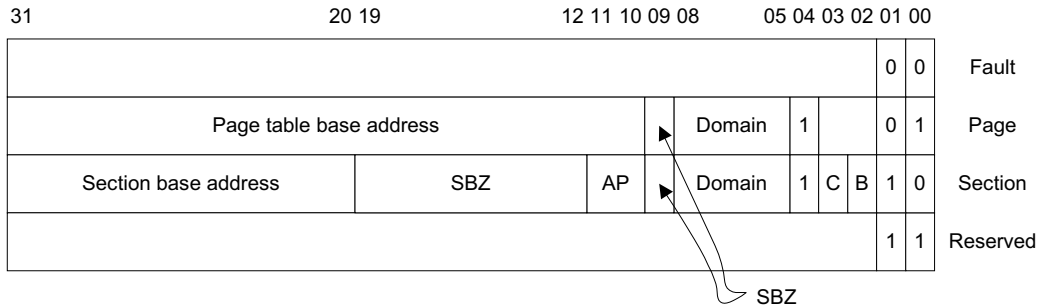 31 20 19 12 11 10 09 08 05 04 03 02 01 00
0 0 Fault
Page table base address Domain 1 0 1 Page
Section base address SBZ AP Domain 1 C B 1 0 Section
1 1 Reserved
SBZ